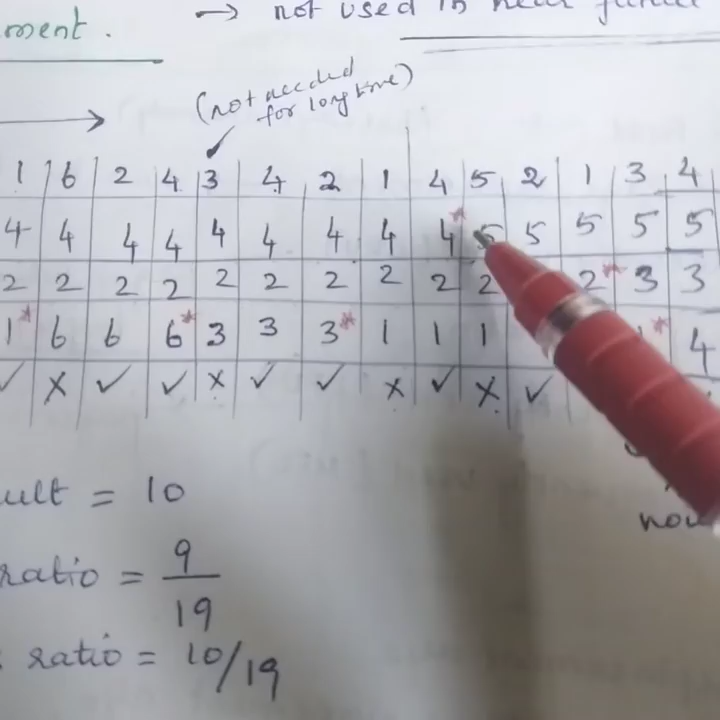 ment.
→ not used in near
(not needed
for long time)
1 6 2 4 3 4 2 1 4 5 2 1 3 4
4 4 4 4 4 4 4 4 4* 5 5 5 5 5
2 2 2 2 2 2 2 2 2 2 2* 3 3
1* 6 6 6* 3 3 3* 1 1 1 * 4
✓ x ✓ ✓ x ✓ ✓ x ✓ x ✓
ult = 10
ratio = 9/19
ratio = 10/19